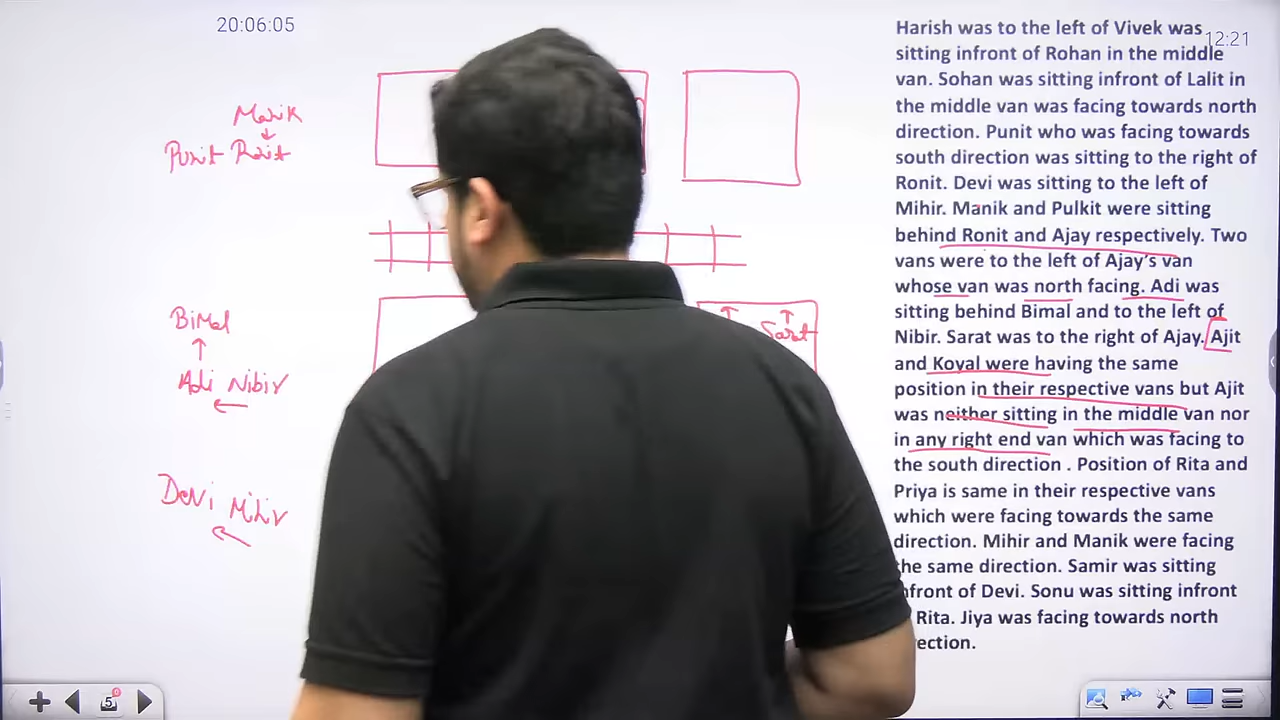 20:06:05
12:21
Harish was to the left of Vivek was
sitting infront of Rohan in the middle
van. Sohan was sitting infront of Lalit in
the middle van was facing towards north
direction. Punit who was facing towards
south direction was sitting to the right of
Ronit. Devi was sitting to the left of
Mihir. Manik and Pulkit were sitting
behind Ronit and Ajay respectively. Two
vans were to the left of Ajay's van
whose van was north facing. Adi was
sitting behind Bimal and to the left of
Nibir. Sarat was to the right of Ajay. Ajit
and Koyal were having the same
position in their respective vans but Ajit
was neither sitting in the middle van nor
in any right end van which was facing to
the south direction . Position of Rita and
Priya is same in their respective vans
which were facing towards the same
direction. Mihir and Manik were facing
the same direction. Samir was sitting
infront of Devi. Sonu was sitting infront
Rita. Jiya was facing towards north
ection.
Manik
Punit Ronit
Bimal
Adi Nibir
Devi Mihir
Sarat
5